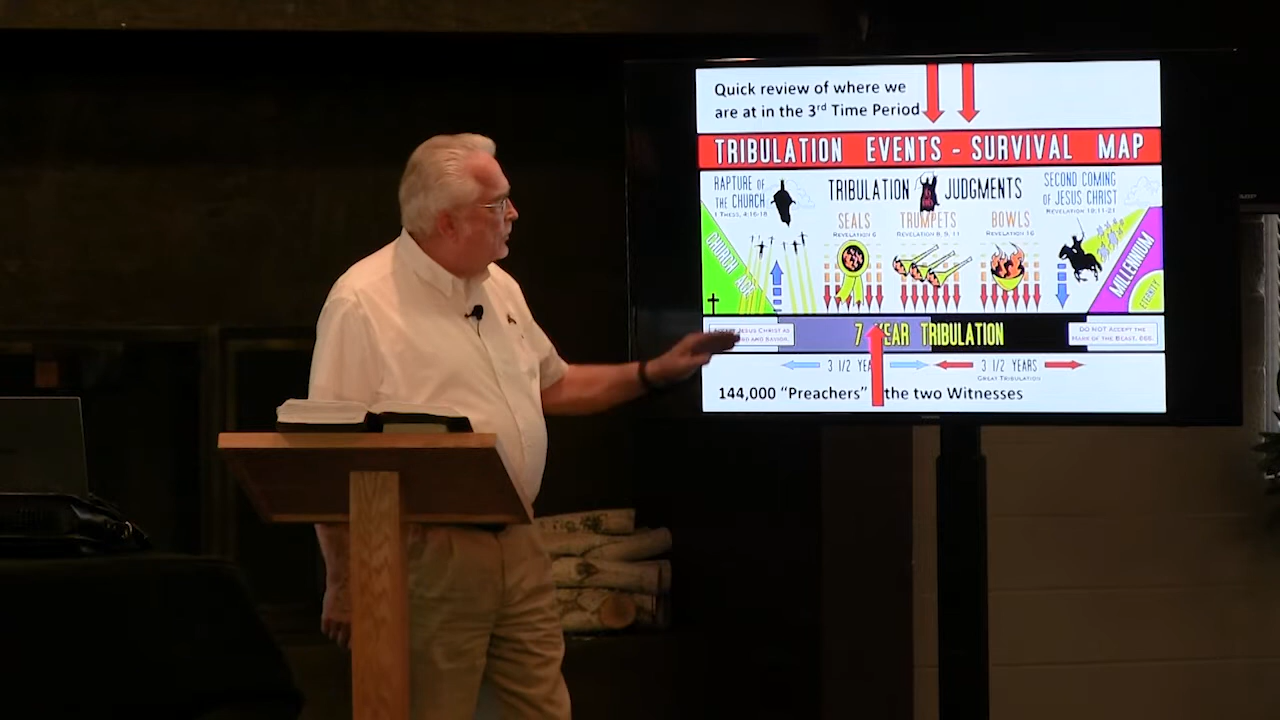 Quick review of where we
are at in the 3rd Time Period
TRIBULATION EVENTS - SURVIVAL MAP
RAPTURE OF
THE CHURCH
1 THESS. 4:16-18
TRIBULATION JUDGMENTS
SECOND COMING
OF JESUS CHRIST
REVELATION 19:11-21
SEALS
REVELATION 6
TRUMPETS
REVELATION 8, 9, 11
BOWLS
REVELATION 16
CHURCH AGE
MILLENNIUM
ETERNITY
JESUS CHRIST AS
AND SAVIOR.
7 YEAR TRIBULATION
DO NOT ACCEPT THE
MARK OF THE BEAST, 666.
3 1/2 YEA
3 1/2 YEARS
GREAT TRIBULATION
144,000 "Preachers" the two Witnesses